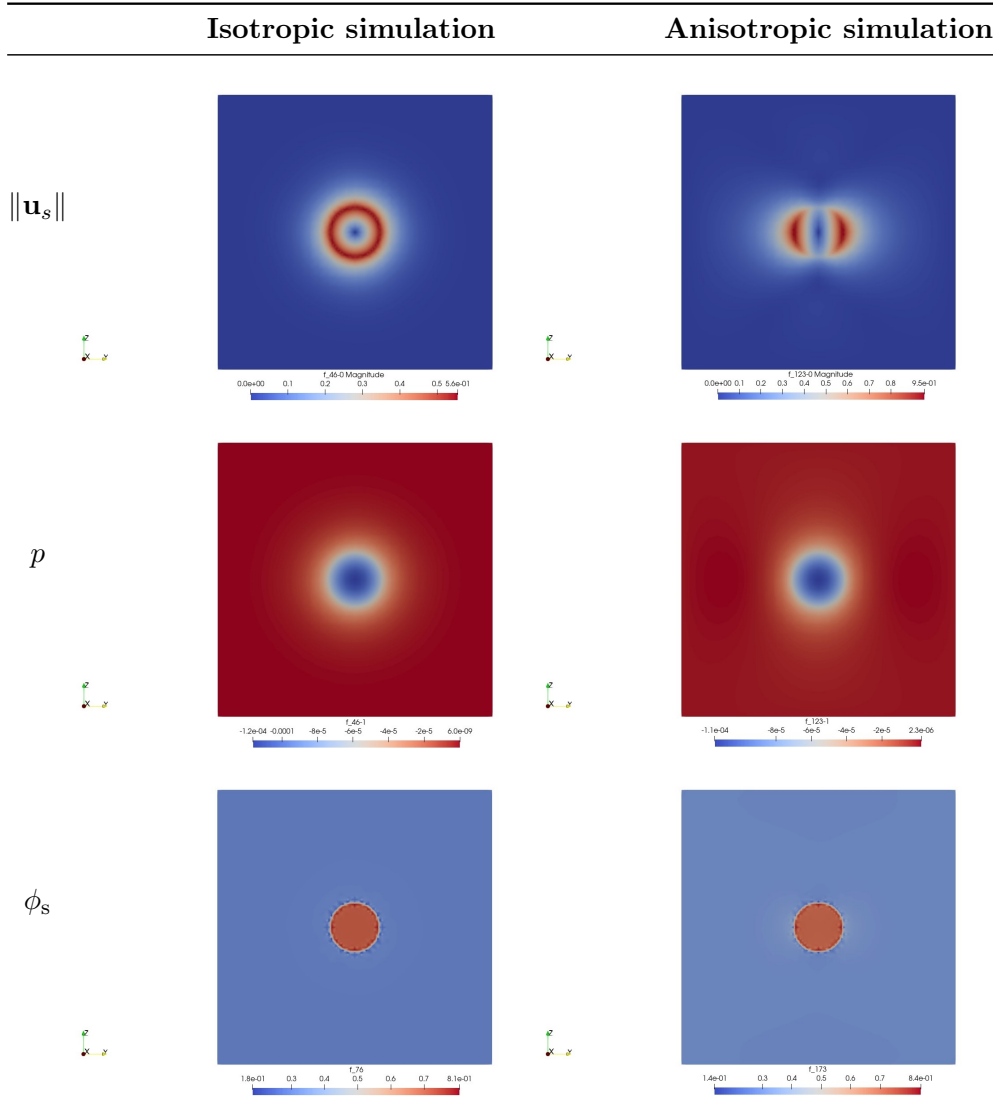 Isotropic simulation Anisotropic simulation
‖u_s‖
Z X Y
Z X Y
f_46-0 Magnitude
0.0e+00 0.1 0.2 0.3 0.4 0.5 5.6e-01
f_123-0 Magnitude
0.0e+00 0.1 0.2 0.3 0.4 0.5 0.6 0.7 0.8 9.5e-01
p
Z X Y
Z X Y
f_46-1
-1.2e-04 -0.0001 -8e-5 -6e-5 -4e-5 -2e-5 6.0e-09
f_123-1
-1.1e-04 -8e-5 -6e-5 -4e-5 -2e-5 2.3e-06
ϕ_s
Z X Y
Z X Y
f_76
1.8e-01 0.3 0.4 0.5 0.6 0.7 8.1e-01
f_173
1.4e-01 0.3 0.4 0.5 0.6 0.7 8.4e-01